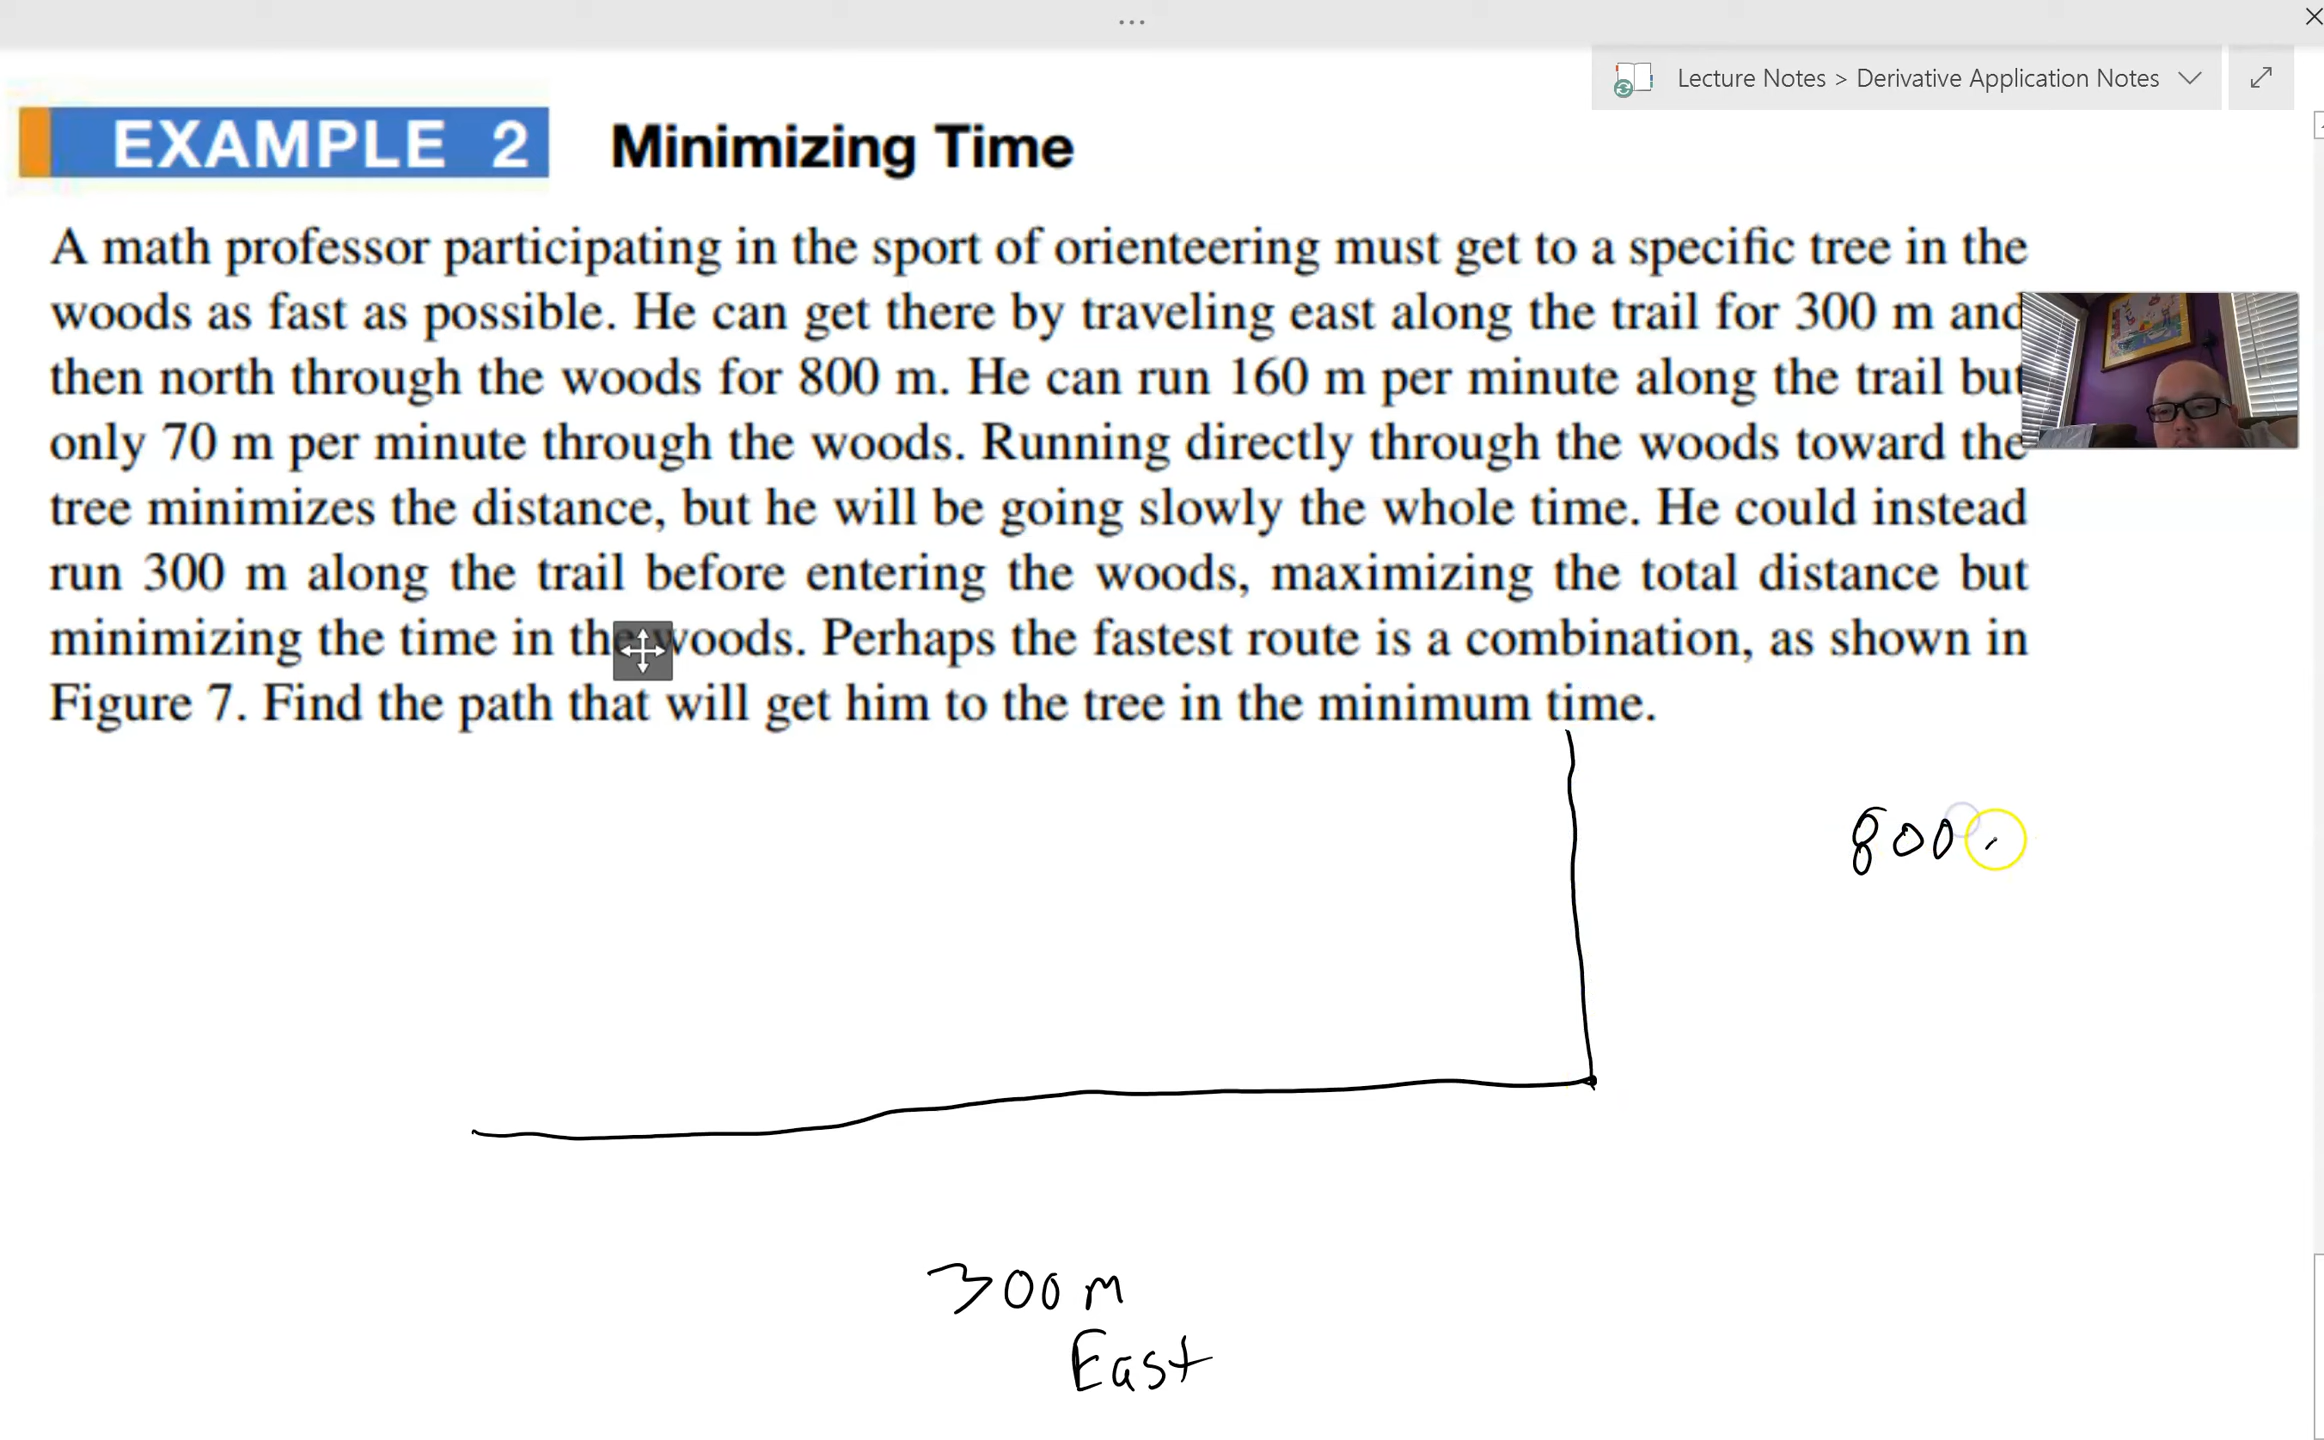 ...
Lecture Notes > Derivative Application Notes
EXAMPLE 2 Minimizing Time
A math professor participating in the sport of orienteering must get to a specific tree in the
woods as fast as possible. He can get there by traveling east along the trail for 300 m and
then north through the woods for 800 m. He can run 160 m per minute along the trail but
only 70 m per minute through the woods. Running directly through the woods toward the
tree minimizes the distance, but he will be going slowly the whole time. He could instead
run 300 m along the trail before entering the woods, maximizing the total distance but
minimizing the time in the woods. Perhaps the fastest route is a combination, as shown in
Figure 7. Find the path that will get him to the tree in the minimum time.
800
300 m
East